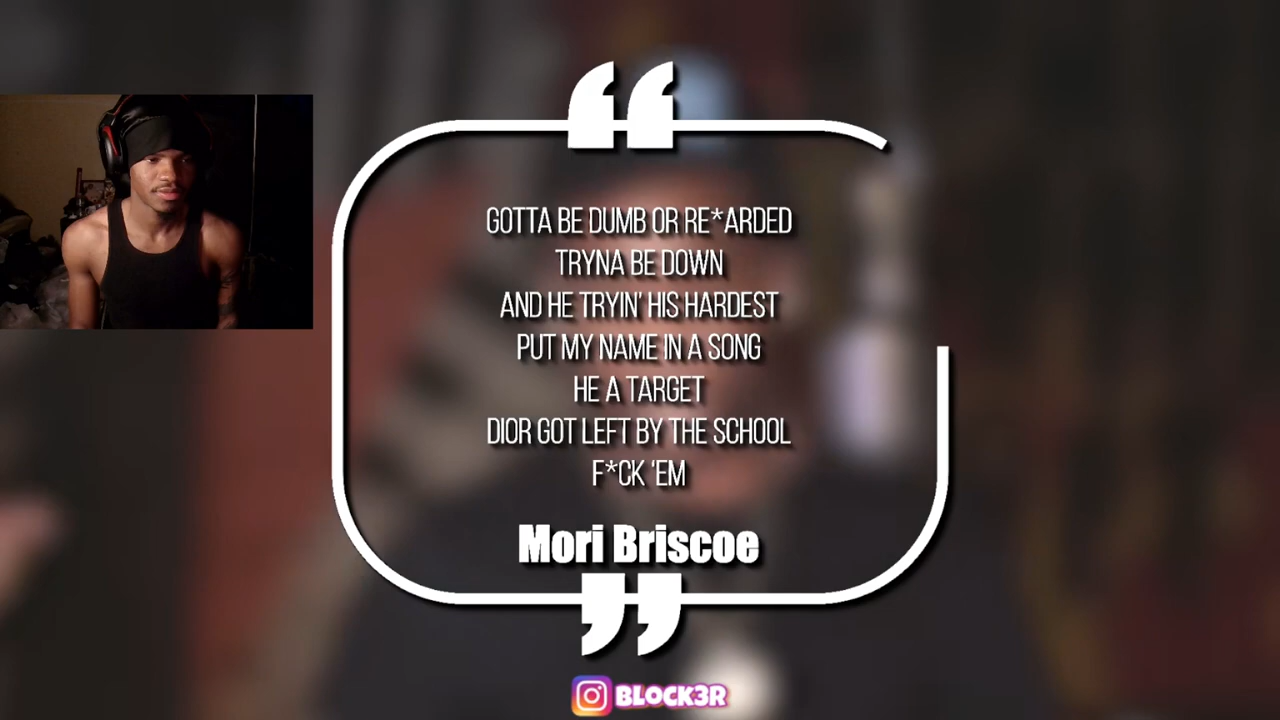 GOTTA BE DUMB OR RE*ARDED
TRYNA BE DOWN
AND HE TRYIN' HIS HARDEST
PUT MY NAME IN A SONG
HE A TARGET
DIOR GOT LEFT BY THE SCHOOL
F*CK 'EM
Mori Briscoe
BLOCK3R